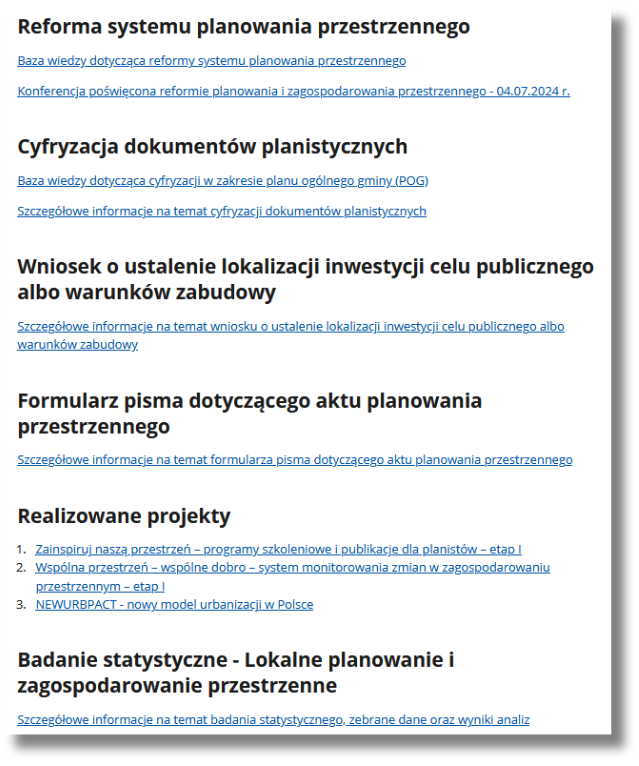 Reforma systemu planowania przestrzennego
Baza wiedzy dotycząca reformy systemu planowania przestrzennego
Konferencja poświęcona reformie planowania i zagospodarowania przestrzennego - 04.07.2024 r.
Cyfryzacja dokumentów planistycznych
Baza wiedzy dotycząca cyfryzacji w zakresie planu ogólnego gminy (POG)
Szczegółowe informacje na temat cyfryzacji dokumentów planistycznych
Wniosek o ustalenie lokalizacji inwestycji celu publicznego
albo warunków zabudowy
Szczegółowe informacje na temat wniosku o ustalenie lokalizacji inwestycji celu publicznego albo
warunków zabudowy
Formularz pisma dotyczącego aktu planowania
przestrzennego
Szczegółowe informacje na temat formularza pisma dotyczącego aktu planowania przestrzennego
Realizowane projekty
1. Zainspiruj naszą przestrzeń – programy szkoleniowe i publikacje dla planistów – etap I
2. Wspólna przestrzeń – wspólne dobro – system monitorowania zmian w zagospodarowaniu
przestrzennym – etap I
3. NEWURBPACT - nowy model urbanizacji w Polsce
Badanie statystyczne - Lokalne planowanie i
zagospodarowanie przestrzenne
Szczegółowe informacje na temat badania statystycznego, zebrane dane oraz wyniki analiz